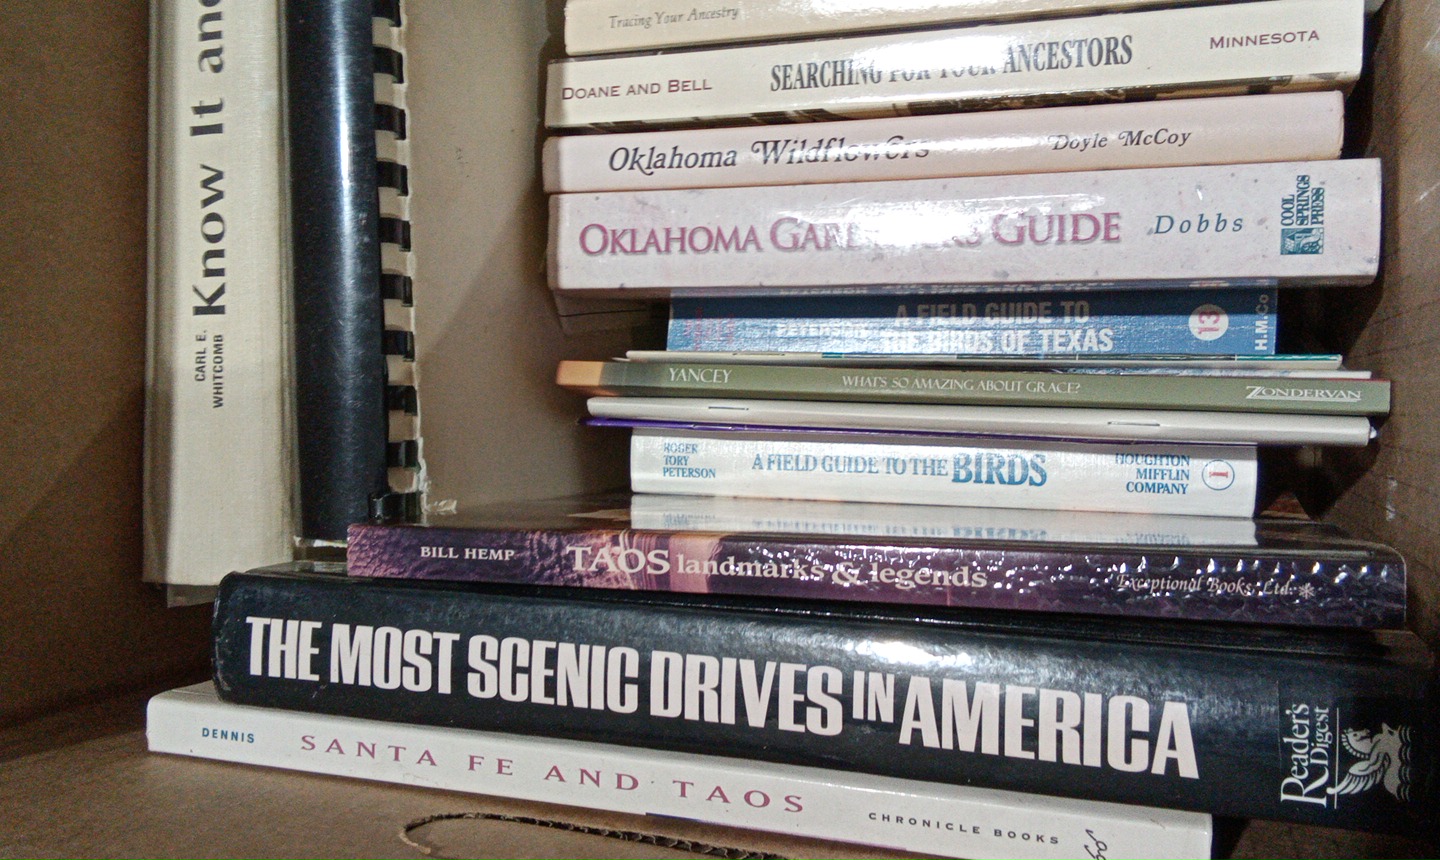 Know It and
CARL E.
WHITCOMB
Tracing Your Ancestry
DOANE AND BELL SEARCHING FOR YOUR ANCESTORS MINNESOTA
Oklahoma Wildflowers Doyle McCoy
OKLAHOMA GARDENERS GUIDE Dobbs
COOL
SPRINGS
PRESS
PETERSON
A FIELD GUIDE TO
THE BIRDS OF TEXAS
13
H.M.Co
YANCEY WHAT'S SO AMAZING ABOUT GRACE? ZONDERVAN
ROGER
TORY
PETERSON
A FIELD GUIDE TO THE BIRDS
HOUGHTON
MIFFLIN
COMPANY
1
BILL HEMP TAOS landmarks & legends Exceptional Books, Ltd.
THE MOST SCENIC DRIVES IN AMERICA
Reader's
Digest
DENNIS SANTA FE AND TAOS CHRONICLE BOOKS